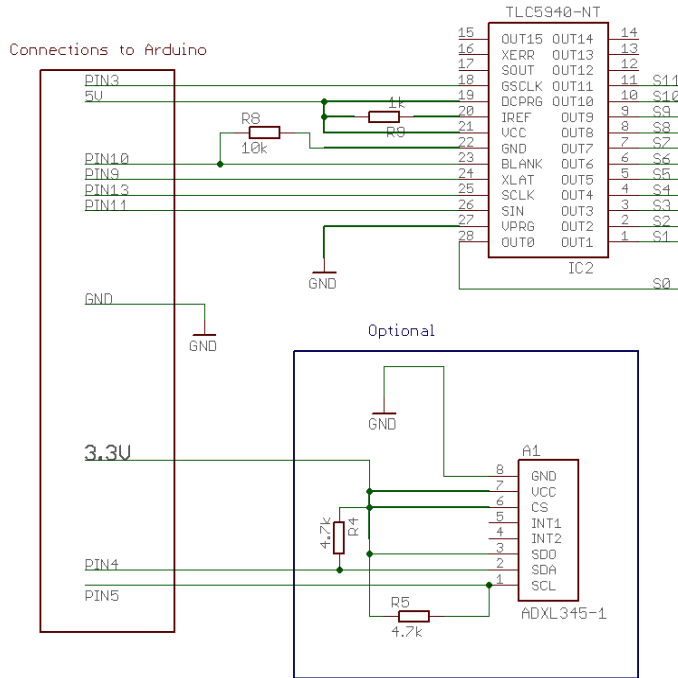 TLC5940-NT
Connections to Arduino
15 OUT15 OUT14 14
16 XERR OUT13 13
17 SOUT OUT12 12
PIN3 18 GSCLK OUT11 11 S11
5V 19 DCPRG OUT10 10 S10
1k 20 IREF OUT9 9 S9
R8 R9 21 VCC OUT8 8 S8
10k 22 GND OUT7 7 S7
PIN10 23 BLANK OUT6 6 S6
PIN9 24 XLAT OUT5 5 S5
PIN13 25 SCLK OUT4 4 S4
PIN11 26 SIN OUT3 3 S3
27 VPRG OUT2 2 S2
28 OUT0 OUT1 1 S1
IC2
GND
S0
GND
GND
Optional
GND
3.3V
A1
8 GND
7 VCC
6 CS
4.7k R4
5 INT1
4 INT2
3 SDO
PIN4 2 SDA
1 SCL
PIN5
R5
4.7k
ADXL345-1